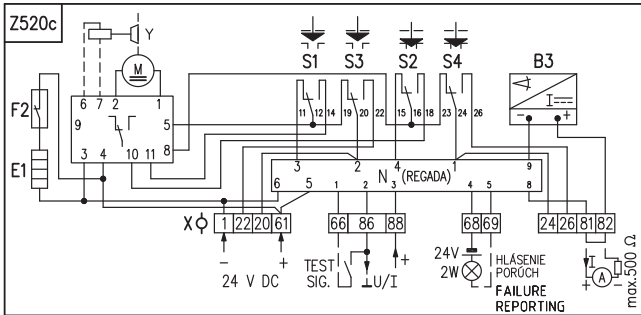 Z520c
Y
M
6 7 2 1
9 5
8
3 4 10 11
F2
E1
S1 S3 S2 S4
B3
I
- +
11 12 14 19 20 22 15 16 18 23 24 26
3 2 4 1 9
N (REGADA)
6 5 1 2 3 4 5 8
X 1 22 20 61
66 86 88
68 69
24 26 81 82
- +
24 V DC
TEST
SIG.
U/I
+
24V
2W
HLÁSENIE
PORÚCH
FAILURE
REPORTING
I
+ A -
max.500 Ω